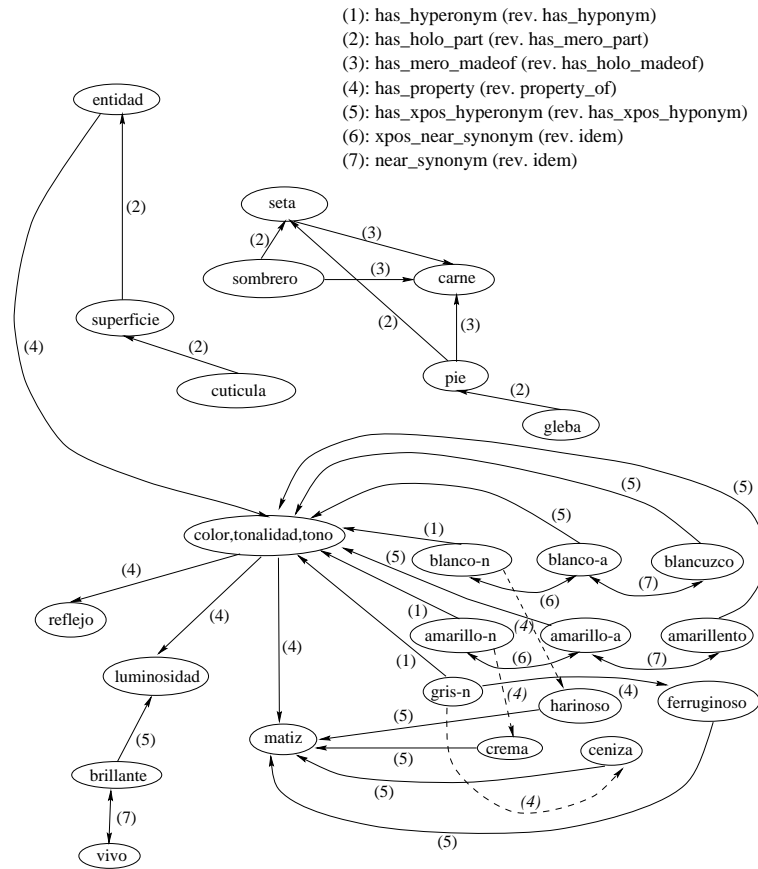 (1): has_hyperonym (rev. has_hyponym)
(2): has_holo_part (rev. has_mero_part)
(3): has_mero_madeof (rev. has_holo_madeof)
(4): has_property (rev. property_of)
(5): has_xpos_hyperonym (rev. has_xpos_hyponym)
(6): xpos_near_synonym (rev. idem)
(7): near_synonym (rev. idem)
entidad
(2)
seta
(3)
(2)
sombrero
(3)
carne
superficie
(2)
(3)
(4)
(2)
cuticula
pie
(2)
gleba
(5)
(5)
(5)
color,tonalidad,tono
(1)
blanco-n
blanco-a
blancuzco
(5)
(4)
(6)
(7)
reflejo
(4)
(1)
(4)
amarillo-n
amarillo-a
amarillento
(4)
(1)
(6)
(7)
luminosidad
gris-n
(4)
(4)
harinoso
ferruginoso
(5)
(5)
matiz
crema
ceniza
(5)
brillante
(5)
(4)
(7)
(5)
vivo